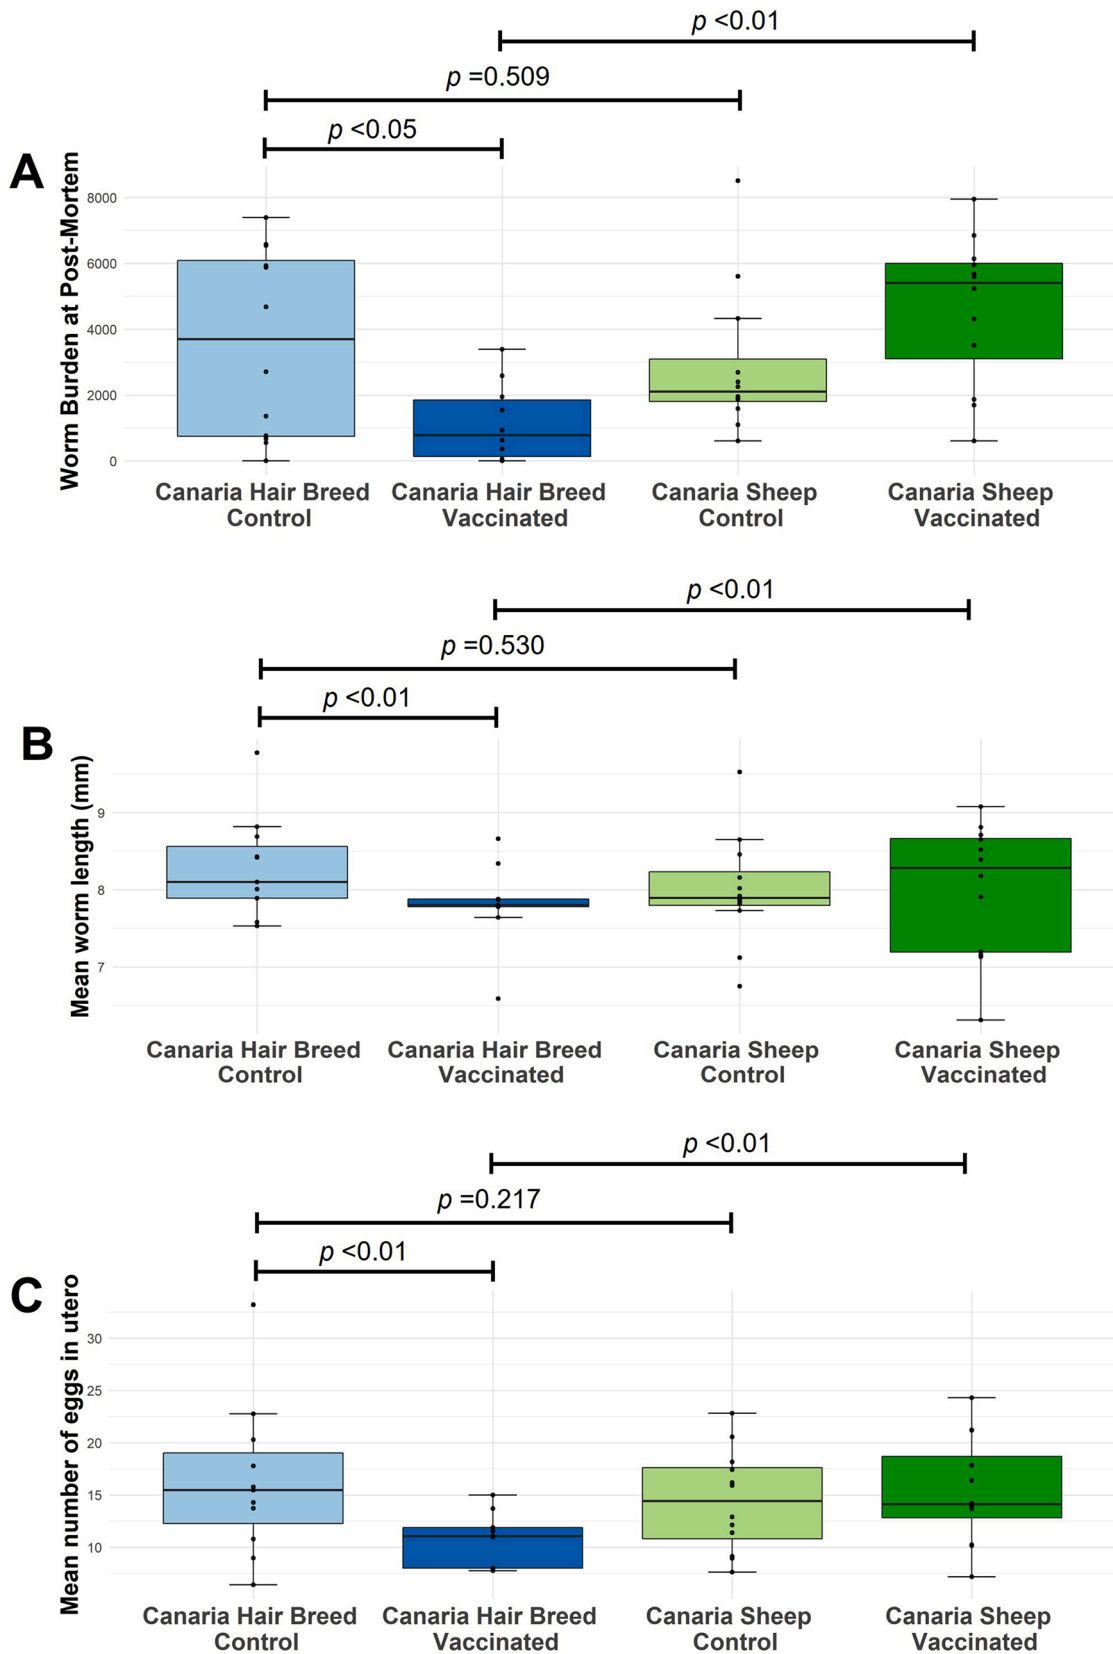 p <0.01
p =0.509
p <0.05
A
Worm Burden at Post-Mortem
8000
6000
4000
2000
0
Canaria Hair Breed
Control
Canaria Hair Breed
Vaccinated
Canaria Sheep
Control
Canaria Sheep
Vaccinated
p <0.01
p =0.530
p <0.01
B
Mean worm length (mm)
9
8
7
Canaria Hair Breed
Control
Canaria Hair Breed
Vaccinated
Canaria Sheep
Control
Canaria Sheep
Vaccinated
p <0.01
p =0.217
p <0.01
C
Mean number of eggs in utero
30
25
20
15
10
Canaria Hair Breed
Control
Canaria Hair Breed
Vaccinated
Canaria Sheep
Control
Canaria Sheep
Vaccinated